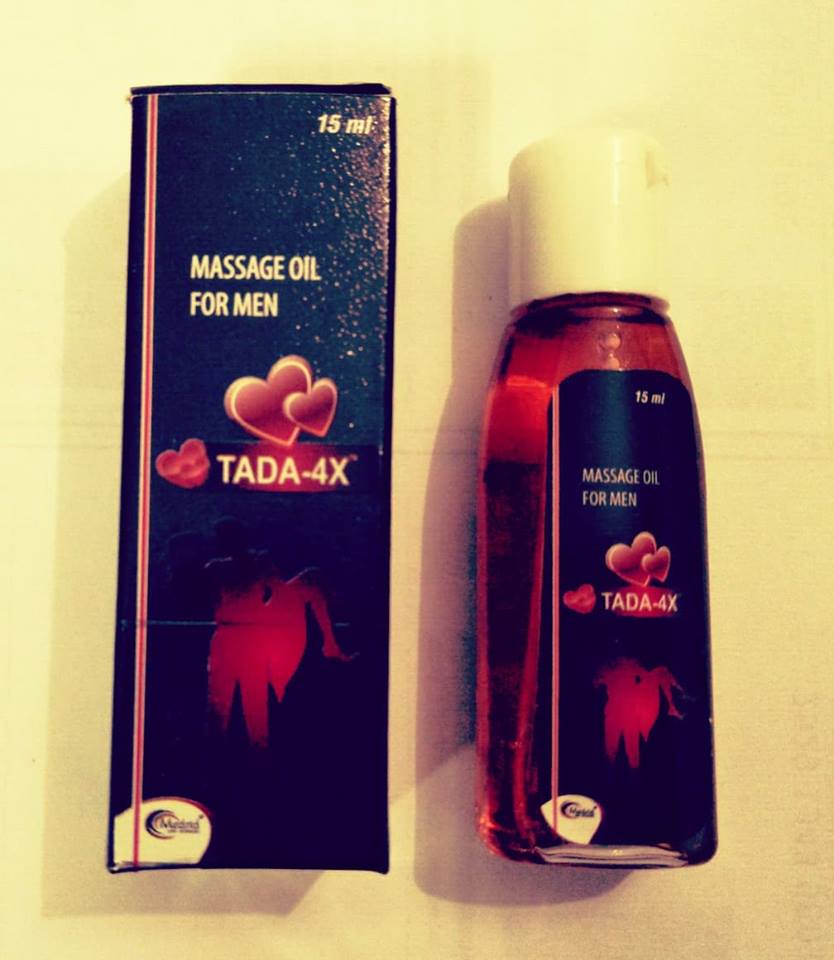 15 ml
MASSAGE OIL
FOR MEN
TADA-4X
15 ml
MASSAGE OIL
FOR MEN
TADA-4X